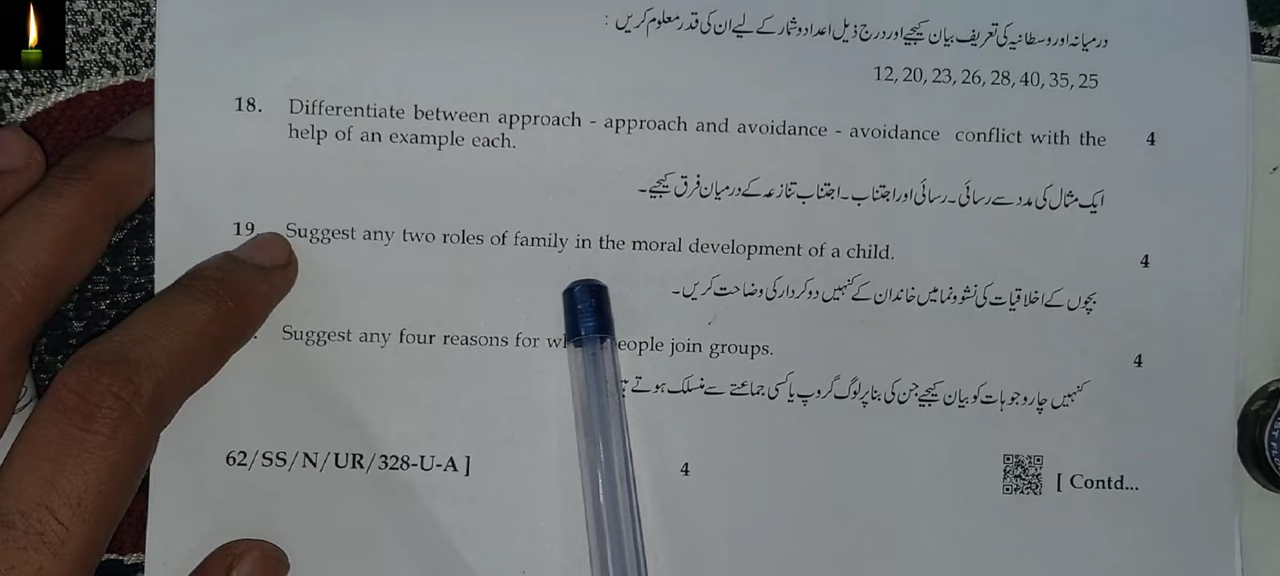 درمیانہ اور وسطانیہ کی تعریف بیان کیجیے اور درج ذیل اعداد و شمار کے لیے ان کی قدر معلوم کریں :
12, 20, 23, 26, 28, 40, 35, 25
18. Differentiate between approach - approach and avoidance - avoidance conflict with the 4
help of an example each.
ایک مثال کی مدد سے رسائی ۔ رسائی اور اجتناب ۔ اجتناب تنازعہ کے درمیان فرق کیجیے ۔
19. Suggest any two roles of family in the moral development of a child. 4
بچوں کے اخلاقیات کی نشوونما میں خاندان کے کنہیں دو کردار کی وضاحت کریں ۔
Suggest any four reasons for people join groups. 4
کنہیں چار وجوہات کو بیان کیجیے جن کی بنا پر لوگ گروپ یا کسی جماعتے سے منسلک ہوتے
62/SS/N/UR/328-U-A ] 4 [ Contd...